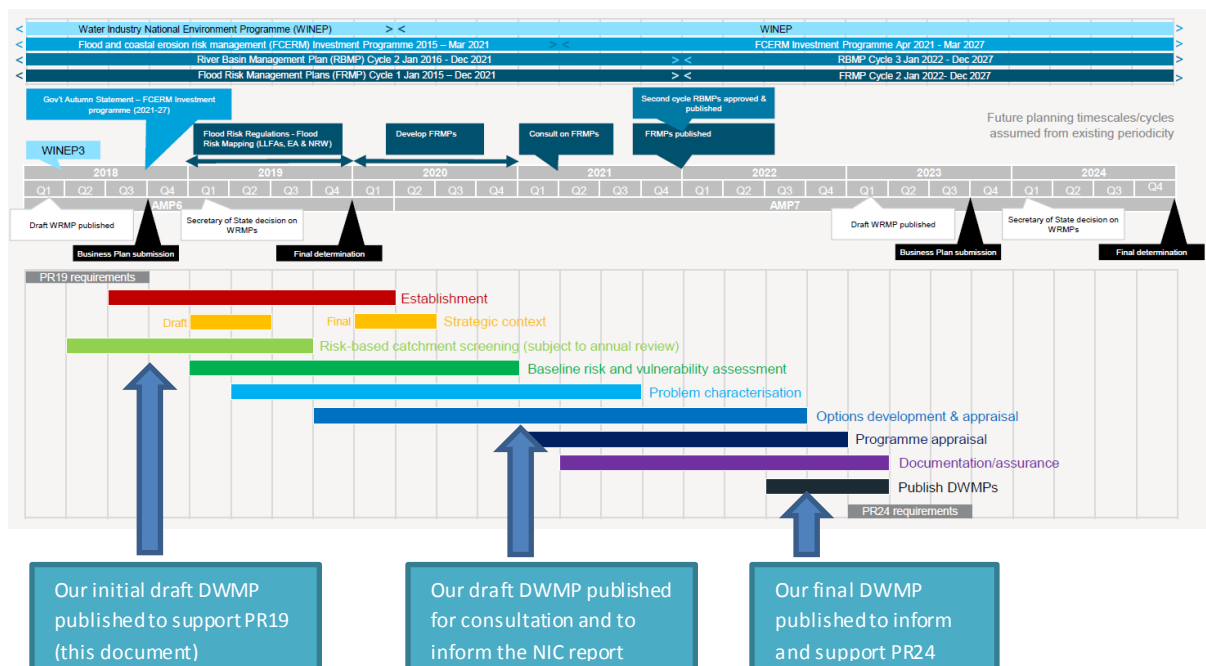 < Water Industry National Environment Programme (WINEP) > < WINEP >
< Flood and coastal erosion risk management (FCERM) Investment Programme 2015 – Mar 2021 > < FCERM Investment Programme Apr 2021 - Mar 2027 >
< River Basin Management Plan (RBMP) Cycle 2 Jan 2016 - Dec 2021 > < RBMP Cycle 3 Jan 2022 - Dec 2027 >
< Flood Risk Management Plans (FRMP) Cycle 1 Jan 2015 – Dec 2021 > < FRMP Cycle 2 Jan 2022- Dec 2027 >
Gov't Autumn Statement – FCERM Investment
programme (2021-27)
Second cycle RBMPs approved &
published
Future planning timescales/cycles
assumed from existing periodicity
Flood Risk Regulations - Flood
Risk Mapping (LLFAs, EA & NRW)
Develop FRMPs
Consult on FRMPs
FRMPs published
WINEP3
2018 2019 2020 2021 2022 2023 2024
Q1 Q2 Q3 Q4 Q1 Q2 Q3 Q4 Q1 Q2 Q3 Q4 Q1 Q2 Q3 Q4 Q1 Q2 Q3 Q4 Q1 Q2 Q3 Q4 Q1 Q2 Q3 Q4
AMP6 AMP7
Draft WRMP published
Secretary of State decision on
WRMPs
Draft WRMP published
Secretary of State decision on
WRMPs
Business Plan submission
Final determination
Business Plan submission
Final determination
PR19 requirements
Establishment
Draft
Final
Strategic context
Risk-based catchment screening (subject to annual review)
Baseline risk and vulnerability assessment
Problem characterisation
Options development & appraisal
Programme appraisal
Documentation/assurance
Publish DWMPs
PR24 requirements
Our initial draft DWMP
published to support PR19
(this document)
Our draft DWMP published
for consultation and to
inform the NIC report
Our final DWMP
published to inform
and support PR24